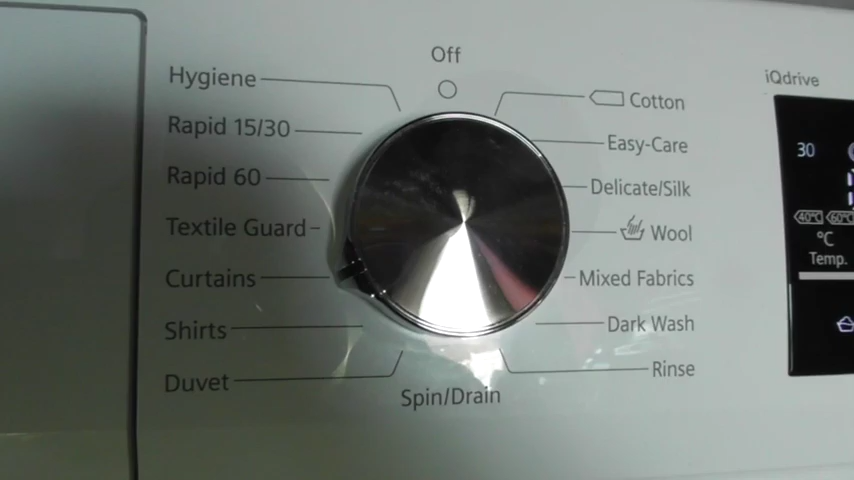 Off
Hygiene
Rapid 15/30
Rapid 60
Textile Guard
Curtains
Shirts
Duvet
Spin/Drain
Cotton
Easy-Care
Delicate/Silk
Wool
Mixed Fabrics
Dark Wash
Rinse
iQdrive
30
40°C 60°C
°C
Temp.